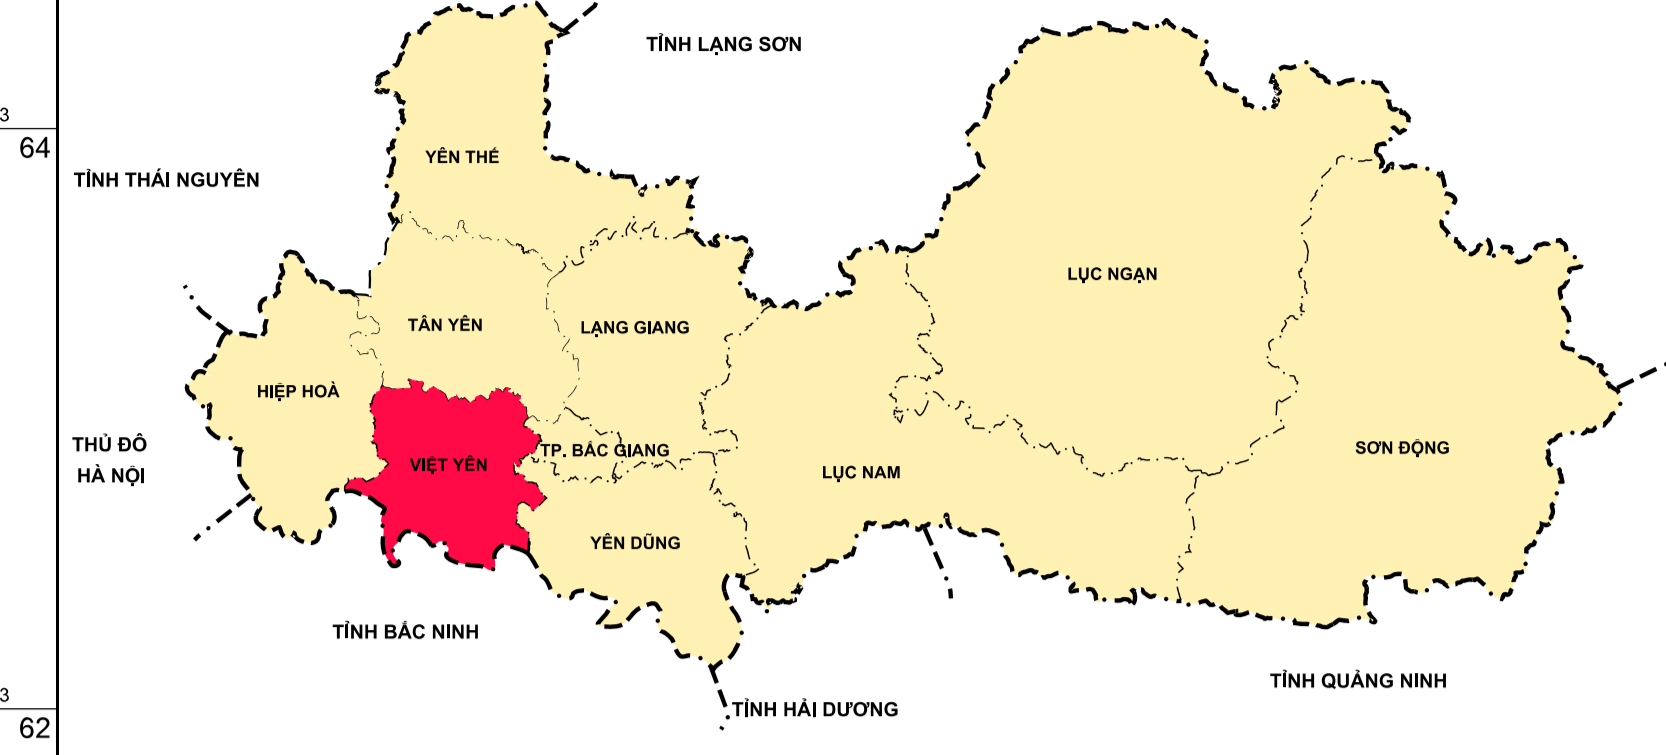 TỈNH LẠNG SƠN
3
64
YÊN THẾ
TỈNH THÁI NGUYÊN
LỤC NGẠN
TÂN YÊN
LẠNG GIANG
HIỆP HOÀ
THỦ ĐÔ
HÀ NỘI
VIỆT YÊN
TP. BẮC GIANG
LỤC NAM
SƠN ĐỘNG
YÊN DŨNG
TỈNH BẮC NINH
TỈNH QUẢNG NINH
3
62
TỈNH HẢI DƯƠNG